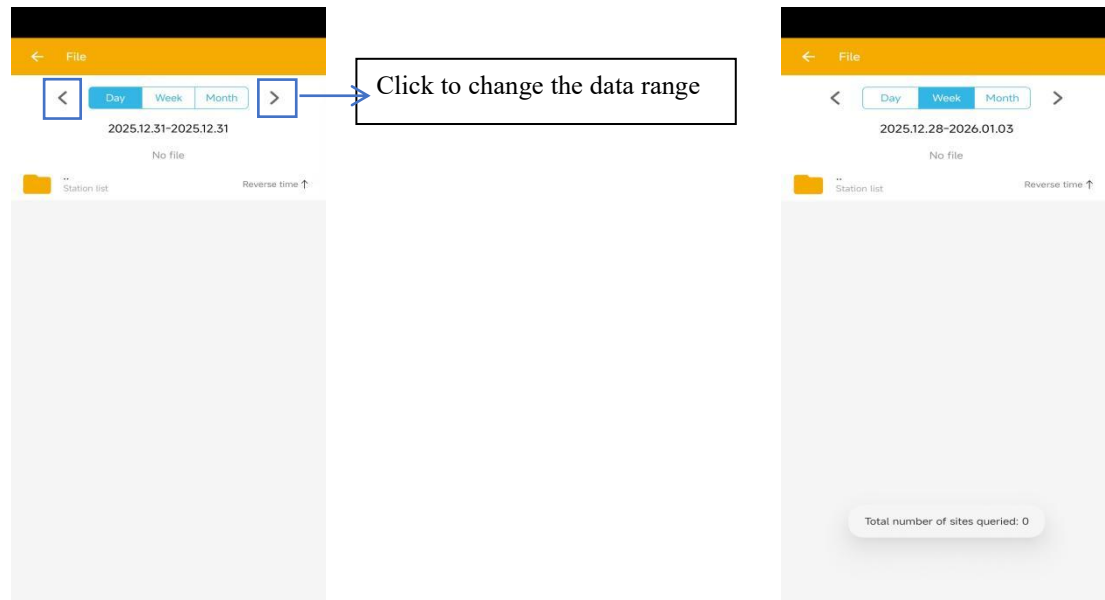 ← File
< Day Week Month >
2025.12.31-2025.12.31
No file
..
Station list
Reverse time ↑
Click to change the data range
← File
< Day Week Month >
2025.12.28-2026.01.03
No file
..
Station list
Reverse time ↑
Total number of sites queried: 0